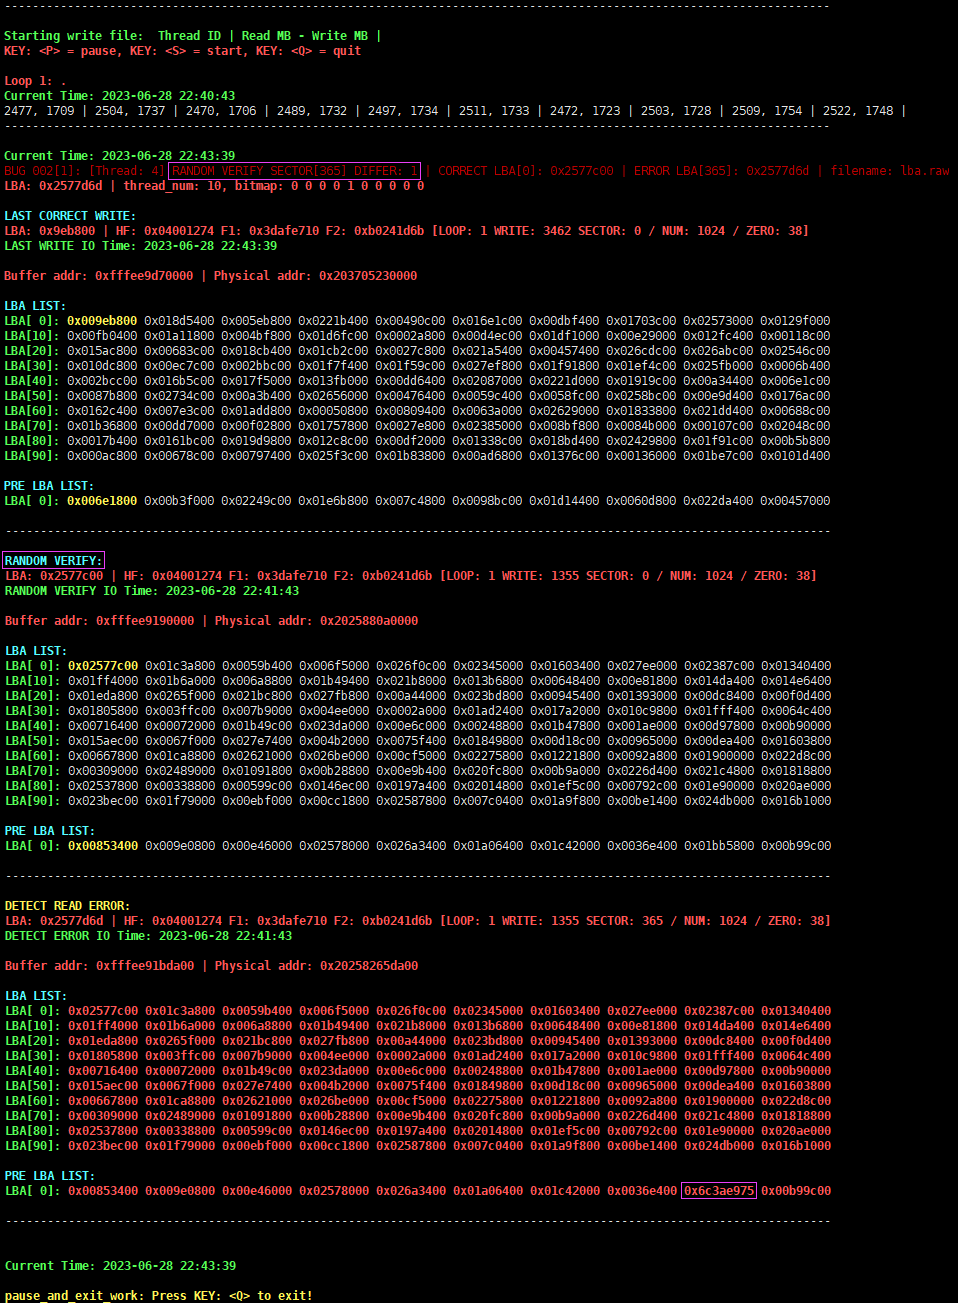 -----------------------------------------------------------------------------------------------------------------------
Starting write file:  Thread ID | Read MB - Write MB |
KEY: <P> = pause, KEY: <S> = start, KEY: <Q> = quit
Loop 1: .
Current Time: 2023-06-28 22:40:43
2477, 1709 | 2504, 1737 | 2470, 1706 | 2489, 1732 | 2497, 1734 | 2511, 1733 | 2472, 1723 | 2503, 1728 | 2509, 1754 | 2522, 1748 |
-----------------------------------------------------------------------------------------------------------------------
Current Time: 2023-06-28 22:43:39
BUG 002[1]: [Thread: 4] RANDOM VERIFY SECTOR[365] DIFFER: 1 | CORRECT LBA[0]: 0x2577c00 | ERROR LBA[365]: 0x2577d6d | filename: lba.raw
LBA: 0x2577d6d | thread_num: 10, bitmap: 0 0 0 0 1 0 0 0 0 0
LAST CORRECT WRITE:
LBA: 0x9eb800 | HF: 0x04001274 F1: 0x3dafe710 F2: 0xb0241d6b [LOOP: 1 WRITE: 3462 SECTOR: 0 / NUM: 1024 / ZERO: 38]
LAST WRITE IO Time: 2023-06-28 22:43:39
Buffer addr: 0xfffee9d70000 | Physical addr: 0x203705230000
LBA LIST:
LBA[ 0]: 0x009eb800 0x018d5400 0x005eb800 0x0221b400 0x00490c00 0x016e1c00 0x00dbf400 0x01703c00 0x02573000 0x0129f000
LBA[10]: 0x00fb0400 0x01a11800 0x004bf800 0x01d6fc00 0x0002a800 0x00d4ec00 0x01df1000 0x00e29000 0x012fc400 0x00118c00
LBA[20]: 0x015ac800 0x00683c00 0x018cb400 0x01cb2c00 0x0027c800 0x021a5400 0x00457400 0x026cdc00 0x026abc00 0x02546c00
LBA[30]: 0x010dc800 0x00ec7c00 0x002bbc00 0x01f7f400 0x01f59c00 0x027ef800 0x01f91800 0x01ef4c00 0x025fb000 0x0006b400
LBA[40]: 0x002bcc00 0x016b5c00 0x017f5000 0x013fb000 0x00dd6400 0x02087000 0x0221d000 0x01919c00 0x00a34400 0x006e1c00
LBA[50]: 0x0087b800 0x02734c00 0x00a3b400 0x02656000 0x00476400 0x0059c400 0x0058fc00 0x0258bc00 0x00e9d400 0x0176ac00
LBA[60]: 0x0162c400 0x007e3c00 0x01add800 0x00050800 0x00809400 0x0063a000 0x02629000 0x01833800 0x021dd400 0x00688c00
LBA[70]: 0x01b36800 0x00dd7000 0x00f02800 0x01757800 0x0027e800 0x02385000 0x008bf800 0x0084b000 0x00107c00 0x02048c00
LBA[80]: 0x0017b400 0x0161bc00 0x019d9800 0x012c8c00 0x00df2000 0x01338c00 0x018bd400 0x02429800 0x01f91c00 0x00b5b800
LBA[90]: 0x000ac800 0x00678c00 0x00797400 0x025f3c00 0x01b83800 0x00ad6800 0x01376c00 0x00136000 0x01be7c00 0x0101d400
PRE LBA LIST:
LBA[ 0]: 0x006e1800 0x00b3f000 0x02249c00 0x01e6b800 0x007c4800 0x0098bc00 0x01d14400 0x0060d800 0x022da400 0x00457000
-----------------------------------------------------------------------------------------------------------------------
RANDOM VERIFY:
LBA: 0x2577c00 | HF: 0x04001274 F1: 0x3dafe710 F2: 0xb0241d6b [LOOP: 1 WRITE: 1355 SECTOR: 0 / NUM: 1024 / ZERO: 38]
RANDOM VERIFY IO Time: 2023-06-28 22:41:43
Buffer addr: 0xfffee9190000 | Physical addr: 0x2025880a0000
LBA LIST:
LBA[ 0]: 0x02577c00 0x01c3a800 0x0059b400 0x006f5000 0x026f0c00 0x02345000 0x01603400 0x027ee000 0x02387c00 0x01340400
LBA[10]: 0x01ff4000 0x01b6a000 0x006a8800 0x01b49400 0x021b8000 0x013b6800 0x00648400 0x00e81800 0x014da400 0x014e6400
LBA[20]: 0x01eda800 0x0265f000 0x021bc800 0x027fb800 0x00a44000 0x023bd800 0x00945400 0x01393000 0x00dc8400 0x00f0d400
LBA[30]: 0x01805800 0x003ffc00 0x007b9000 0x004ee000 0x0002a000 0x01ad2400 0x017a2000 0x010c9800 0x01fff400 0x0064c400
LBA[40]: 0x00716400 0x00072000 0x01b49c00 0x023da000 0x00e6c000 0x00248800 0x01b47800 0x001ae000 0x00d97800 0x00b90000
LBA[50]: 0x015aec00 0x0067f000 0x027e7400 0x004b2000 0x0075f400 0x01849800 0x00d18c00 0x00965000 0x00dea400 0x01603800
LBA[60]: 0x00667800 0x01ca8800 0x02621000 0x026be000 0x00cf5000 0x02275800 0x01221800 0x0092a800 0x01900000 0x022d8c00
LBA[70]: 0x00309000 0x02489000 0x01091800 0x00b28800 0x00e9b400 0x020fc800 0x00b9a000 0x0226d400 0x021c4800 0x01818800
LBA[80]: 0x02537800 0x00338800 0x00599c00 0x0146ec00 0x0197a400 0x02014800 0x01ef5c00 0x00792c00 0x01e90000 0x020ae000
LBA[90]: 0x023bec00 0x01f79000 0x00ebf000 0x00cc1800 0x02587800 0x007c0400 0x01a9f800 0x00be1400 0x024db000 0x016b1000
PRE LBA LIST:
LBA[ 0]: 0x00853400 0x009e0800 0x00e46000 0x02578000 0x026a3400 0x01a06400 0x01c42000 0x0036e400 0x01bb5800 0x00b99c00
-----------------------------------------------------------------------------------------------------------------------
DETECT READ ERROR:
LBA: 0x2577d6d | HF: 0x04001274 F1: 0x3dafe710 F2: 0xb0241d6b [LOOP: 1 WRITE: 1355 SECTOR: 365 / NUM: 1024 / ZERO: 38]
DETECT ERROR IO Time: 2023-06-28 22:41:43
Buffer addr: 0xfffee91bda00 | Physical addr: 0x20258265da00
LBA LIST:
LBA[ 0]: 0x02577c00 0x01c3a800 0x0059b400 0x006f5000 0x026f0c00 0x02345000 0x01603400 0x027ee000 0x02387c00 0x01340400
LBA[10]: 0x01ff4000 0x01b6a000 0x006a8800 0x01b49400 0x021b8000 0x013b6800 0x00648400 0x00e81800 0x014da400 0x014e6400
LBA[20]: 0x01eda800 0x0265f000 0x021bc800 0x027fb800 0x00a44000 0x023bd800 0x00945400 0x01393000 0x00dc8400 0x00f0d400
LBA[30]: 0x01805800 0x003ffc00 0x007b9000 0x004ee000 0x0002a000 0x01ad2400 0x017a2000 0x010c9800 0x01fff400 0x0064c400
LBA[40]: 0x00716400 0x00072000 0x01b49c00 0x023da000 0x00e6c000 0x00248800 0x01b47800 0x001ae000 0x00d97800 0x00b90000
LBA[50]: 0x015aec00 0x0067f000 0x027e7400 0x004b2000 0x0075f400 0x01849800 0x00d18c00 0x00965000 0x00dea400 0x01603800
LBA[60]: 0x00667800 0x01ca8800 0x02621000 0x026be000 0x00cf5000 0x02275800 0x01221800 0x0092a800 0x01900000 0x022d8c00
LBA[70]: 0x00309000 0x02489000 0x01091800 0x00b28800 0x00e9b400 0x020fc800 0x00b9a000 0x0226d400 0x021c4800 0x01818800
LBA[80]: 0x02537800 0x00338800 0x00599c00 0x0146ec00 0x0197a400 0x02014800 0x01ef5c00 0x00792c00 0x01e90000 0x020ae000
LBA[90]: 0x023bec00 0x01f79000 0x00ebf000 0x00cc1800 0x02587800 0x007c0400 0x01a9f800 0x00be1400 0x024db000 0x016b1000
PRE LBA LIST:
LBA[ 0]: 0x00853400 0x009e0800 0x00e46000 0x02578000 0x026a3400 0x01a06400 0x01c42000 0x0036e400 0x6c3ae975 0x00b99c00
-----------------------------------------------------------------------------------------------------------------------
Current Time: 2023-06-28 22:43:39
pause_and_exit_work: Press KEY: <Q> to exit!